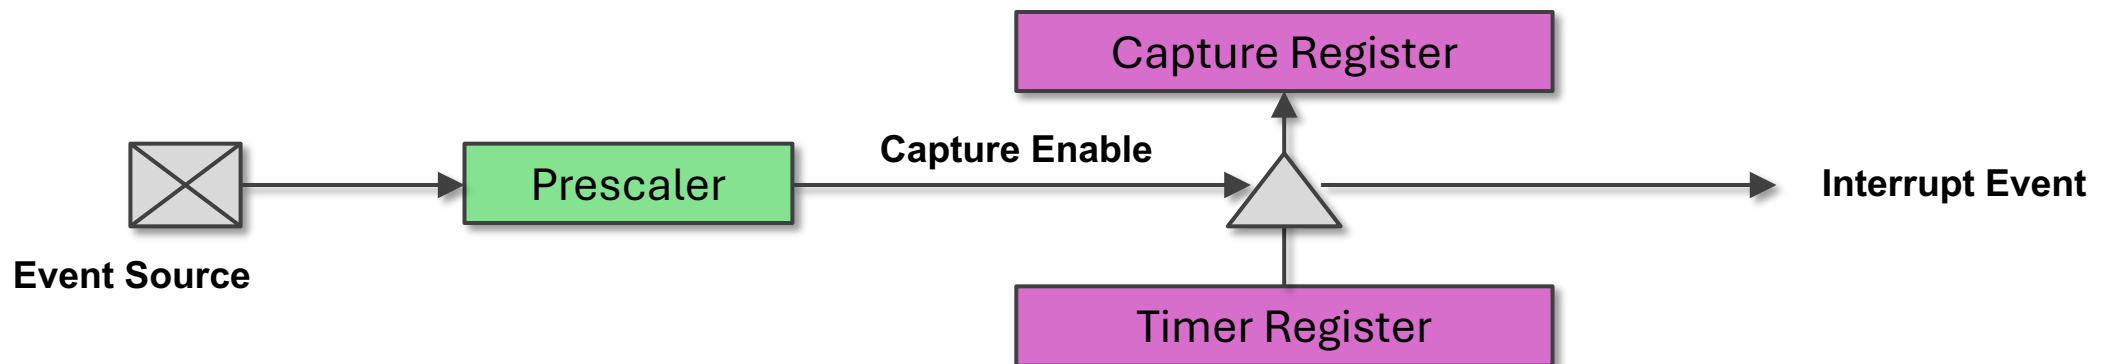 Capture Register
Capture Enable
Prescaler
Interrupt Event
Event Source
Timer Register